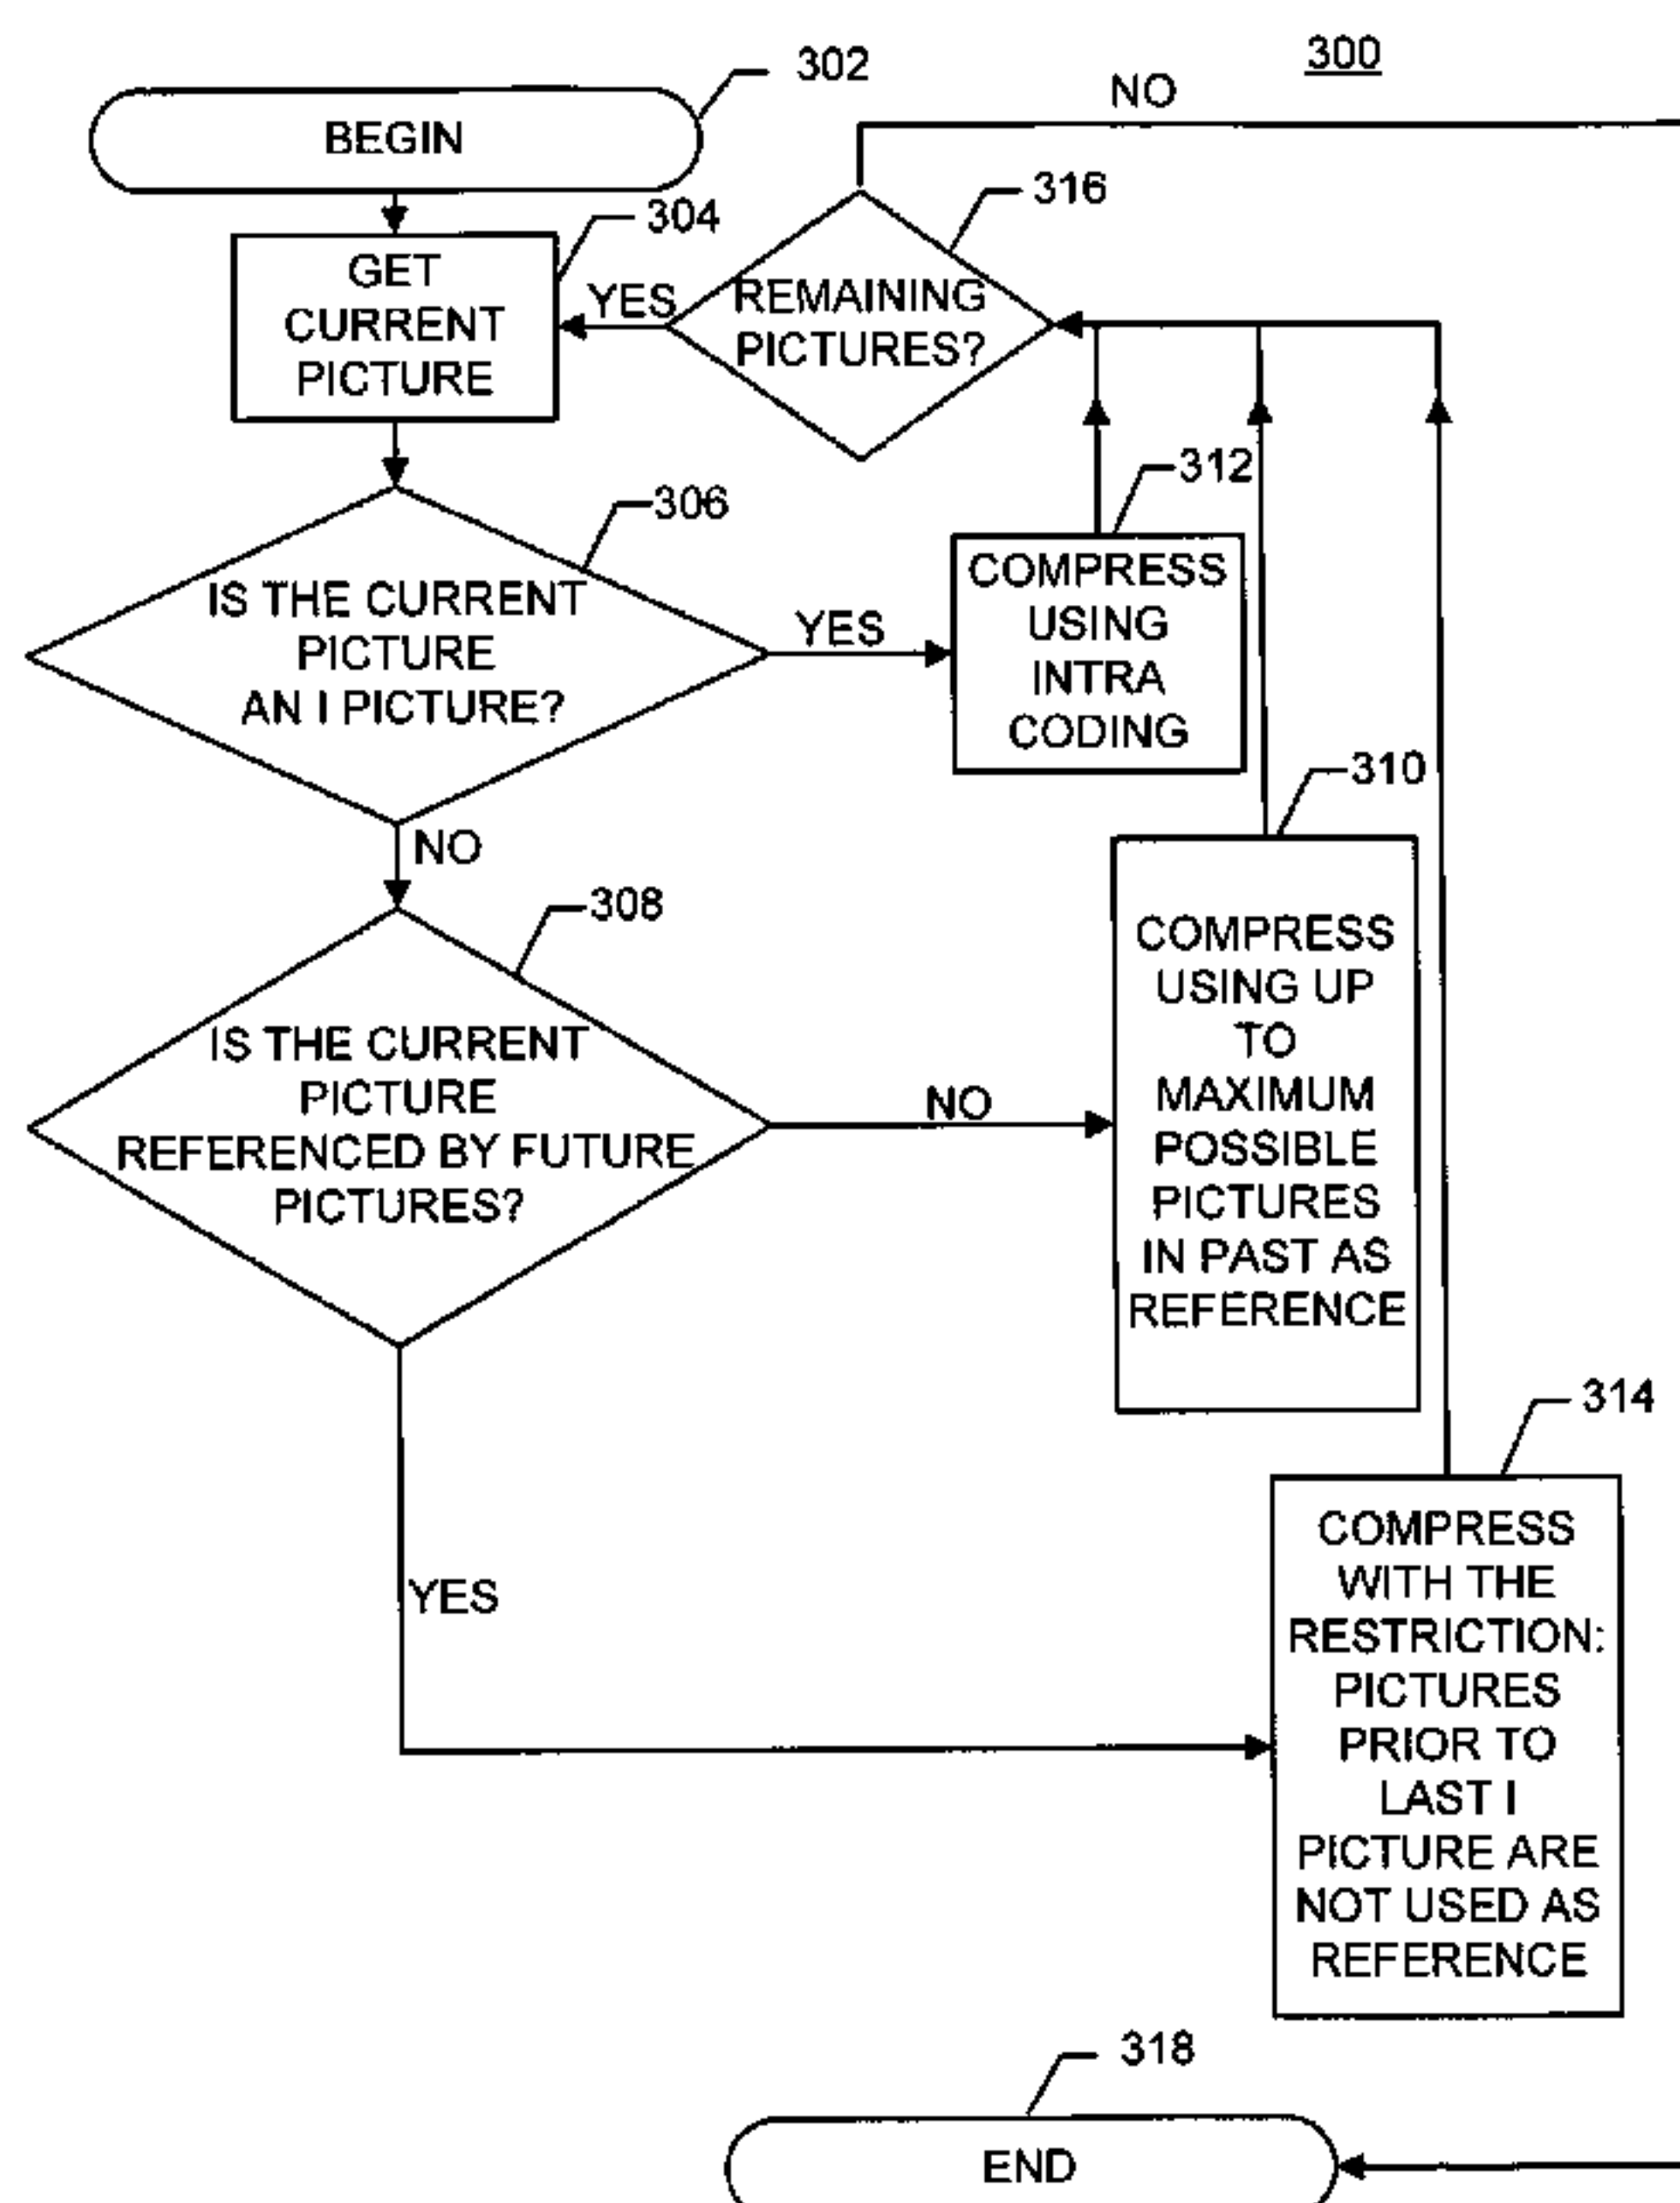 300
302
BEGIN
304
GET
CURRENT
PICTURE
NO
316
YES
REMAINING
PICTURES?
306
IS THE CURRENT
PICTURE
AN I PICTURE?
YES
312
COMPRESS
USING
INTRA
CODING
NO
308
IS THE CURRENT
PICTURE
REFERENCED BY FUTURE
PICTURES?
NO
310
COMPRESS
USING UP
TO
MAXIMUM
POSSIBLE
PICTURES
IN PAST AS
REFERENCE
YES
314
COMPRESS
WITH THE
RESTRICTION:
PICTURES
PRIOR TO
LAST I
PICTURE ARE
NOT USED AS
REFERENCE
318
END